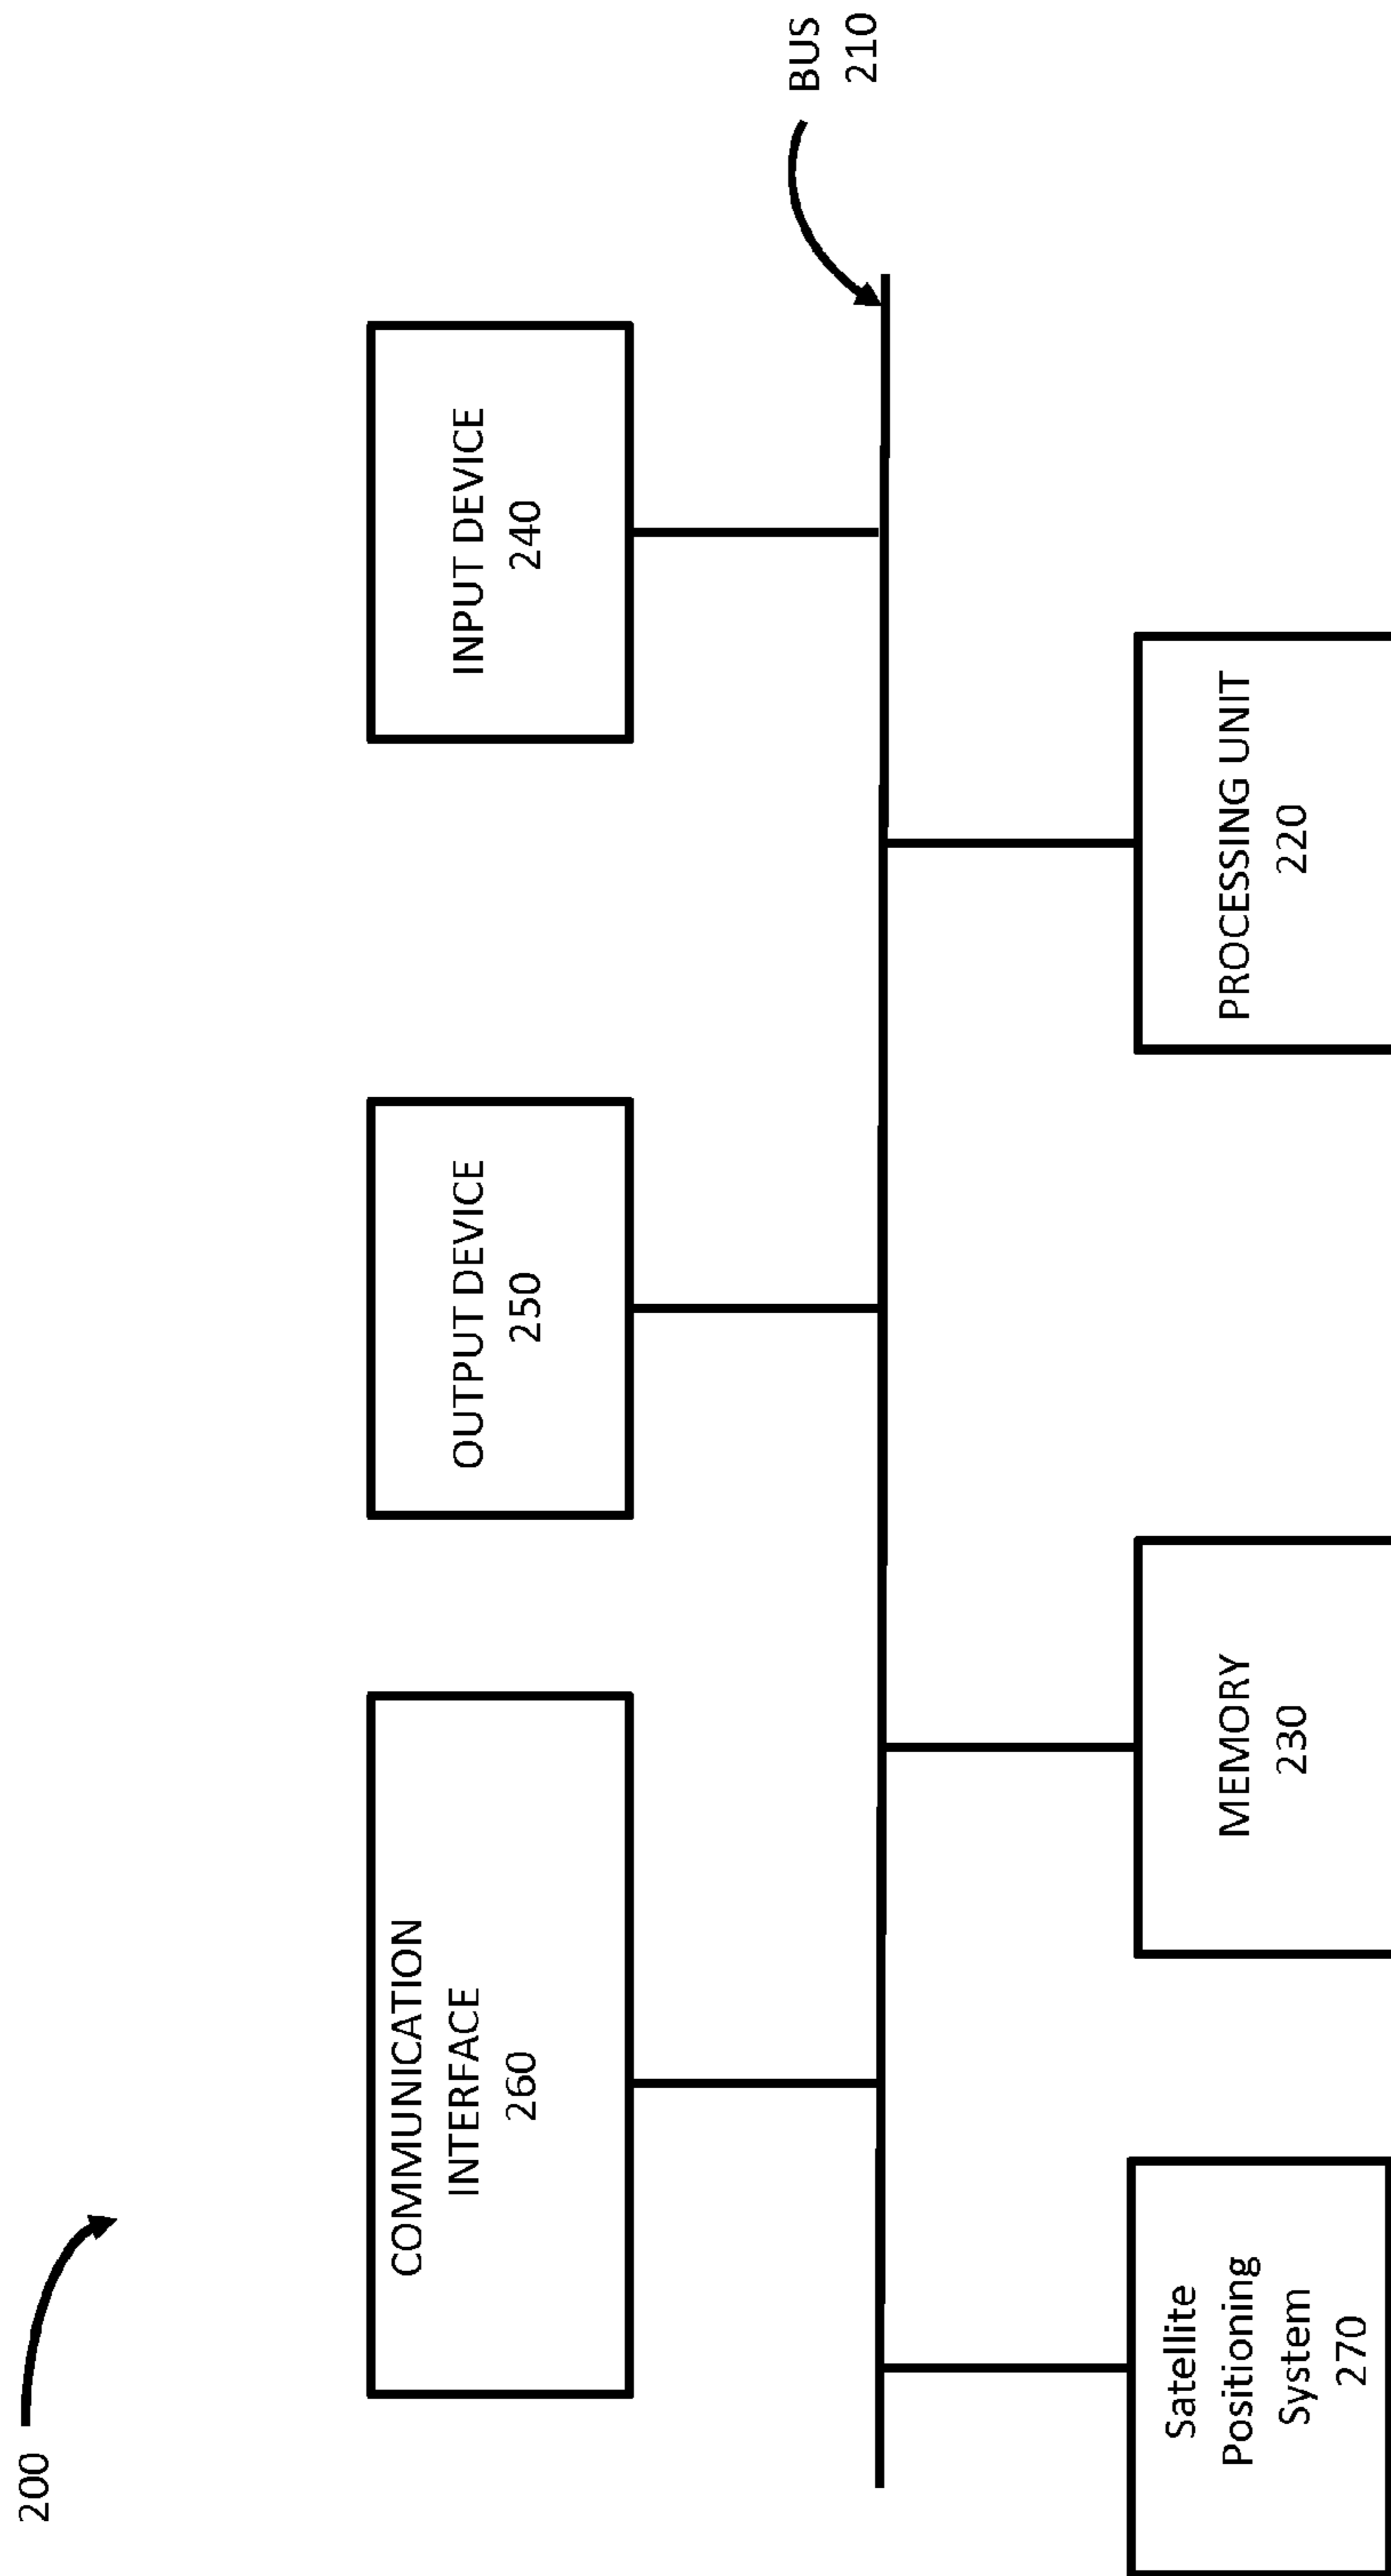 200
COMMUNICATION
INTERFACE
260
OUTPUT DEVICE
250
INPUT DEVICE
240
BUS
210
Satellite
Positioning
System
270
MEMORY
230
PROCESSING UNIT
220